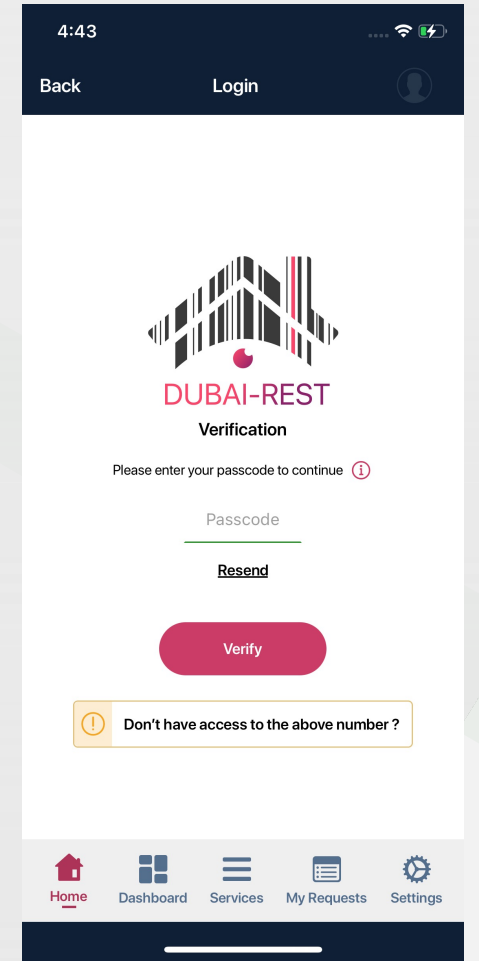 4:43
Back Login
DUBAI-REST
Verification
Please enter your passcode to continue
Passcode
Resend
Verify
Don't have access to the above number ?
Home Dashboard Services My Requests Settings